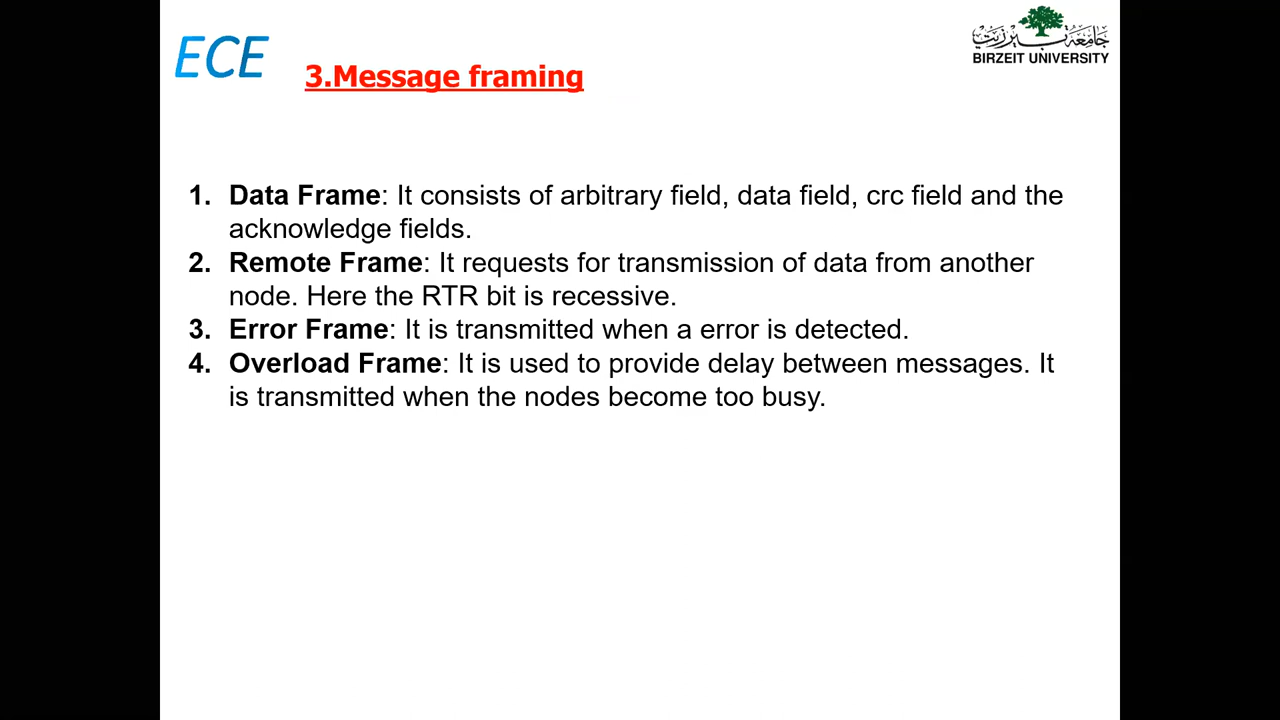 ECE
جامعة بيرزيت
BIRZEIT UNIVERSITY
3.Message framing
1. Data Frame: It consists of arbitrary field, data field, crc field and the
acknowledge fields.
2. Remote Frame: It requests for transmission of data from another
node. Here the RTR bit is recessive.
3. Error Frame: It is transmitted when a error is detected.
4. Overload Frame: It is used to provide delay between messages. It
is transmitted when the nodes become too busy.